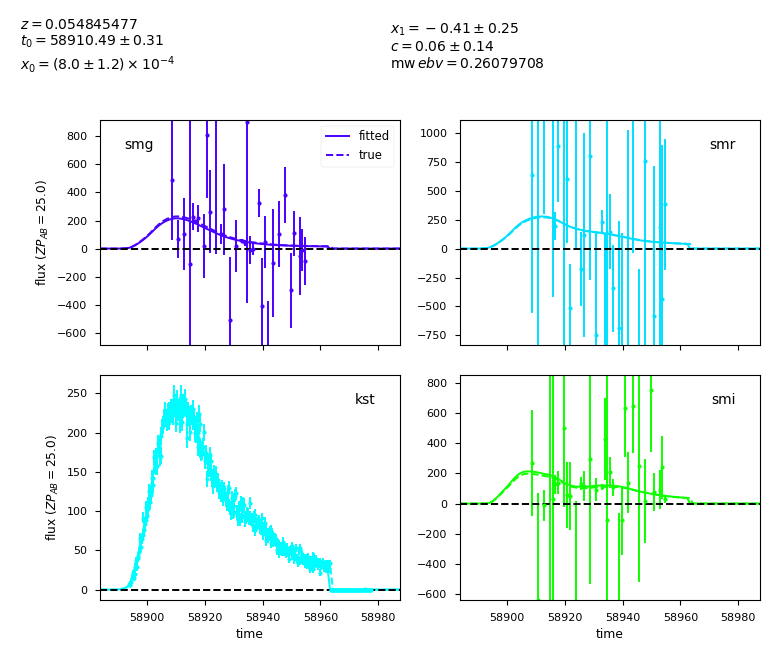 z = 0.054845477
t₀ = 58910.49 ± 0.31
x₀ = (8.0 ± 1.2) × 10⁻⁴
x₁ = −0.41 ± 0.25
c = 0.06 ± 0.14
mw ebv = 0.26079708
smg
fitted
true
800
600
400
200
0
−200
−400
−600
flux (ZP_AB = 25.0)
smr
1000
750
500
250
0
−250
−500
−750
kst
250
200
150
100
50
0
flux (ZP_AB = 25.0)
58900 58920 58940 58960 58980
time
smi
800
600
400
200
0
−200
−400
−600
58900 58920 58940 58960 58980
time